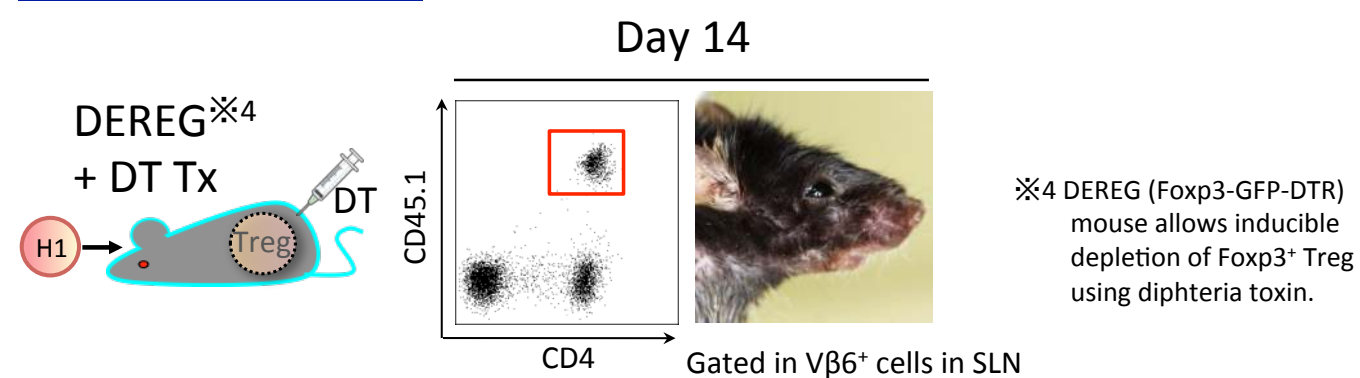 Day 14
DEREG※4
+ DT Tx
DT
H1
Treg
CD45.1
CD4
Gated in Vβ6⁺ cells in SLN
※4 DEREG (Foxp3-GFP-DTR)
mouse allows inducible
depletion of Foxp3⁺ Treg
using diphteria toxin.